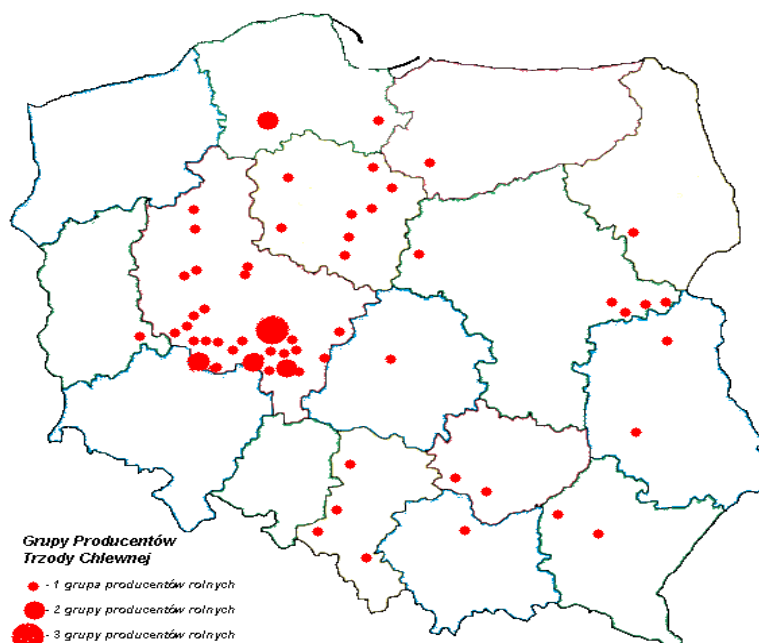 Grupy Producentów
Trzody Chlewnej
- 1 grupa producentów rolnych
- 2 grupy producentów rolnych
- 3 grupy producentów rolnych